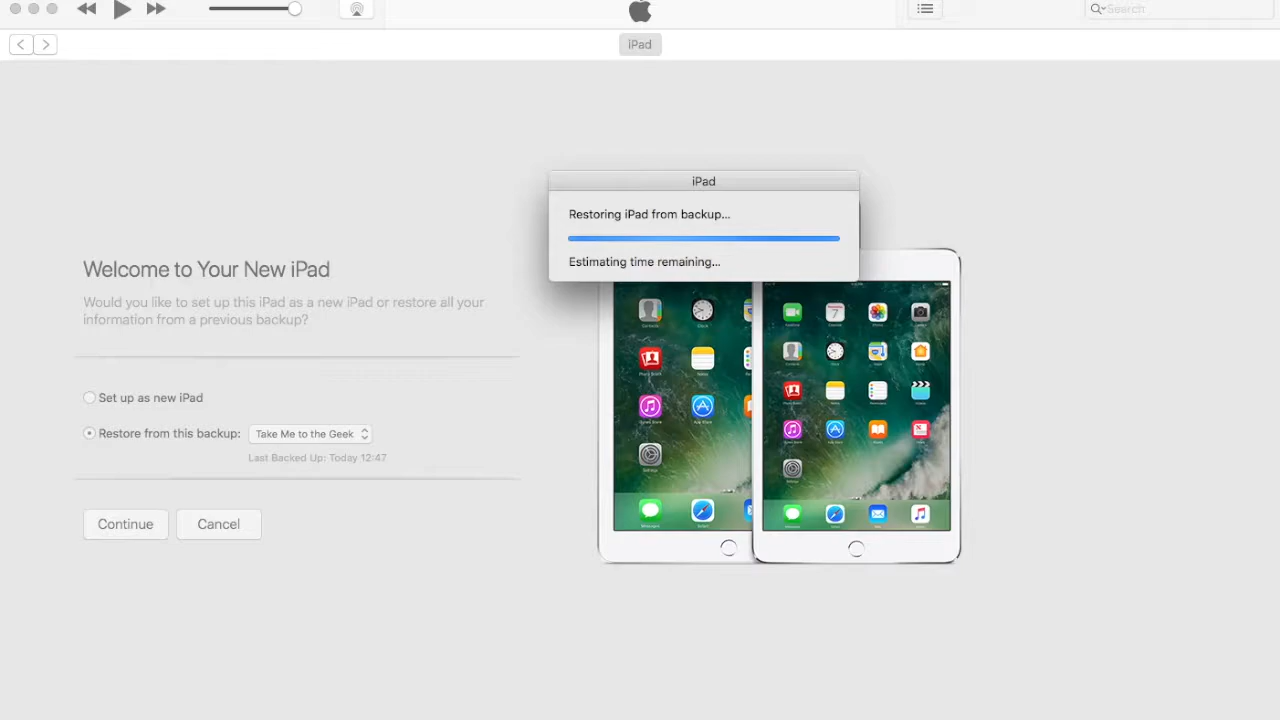 Search
iPad
iPad
Restoring iPad from backup...
Estimating time remaining...
Welcome to Your New iPad
Would you like to set up this iPad as a new iPad or restore all your
information from a previous backup?
Set up as new iPad
Restore from this backup: Take Me to the Geek
Last Backed Up: Today 12:47
Continue Cancel
7